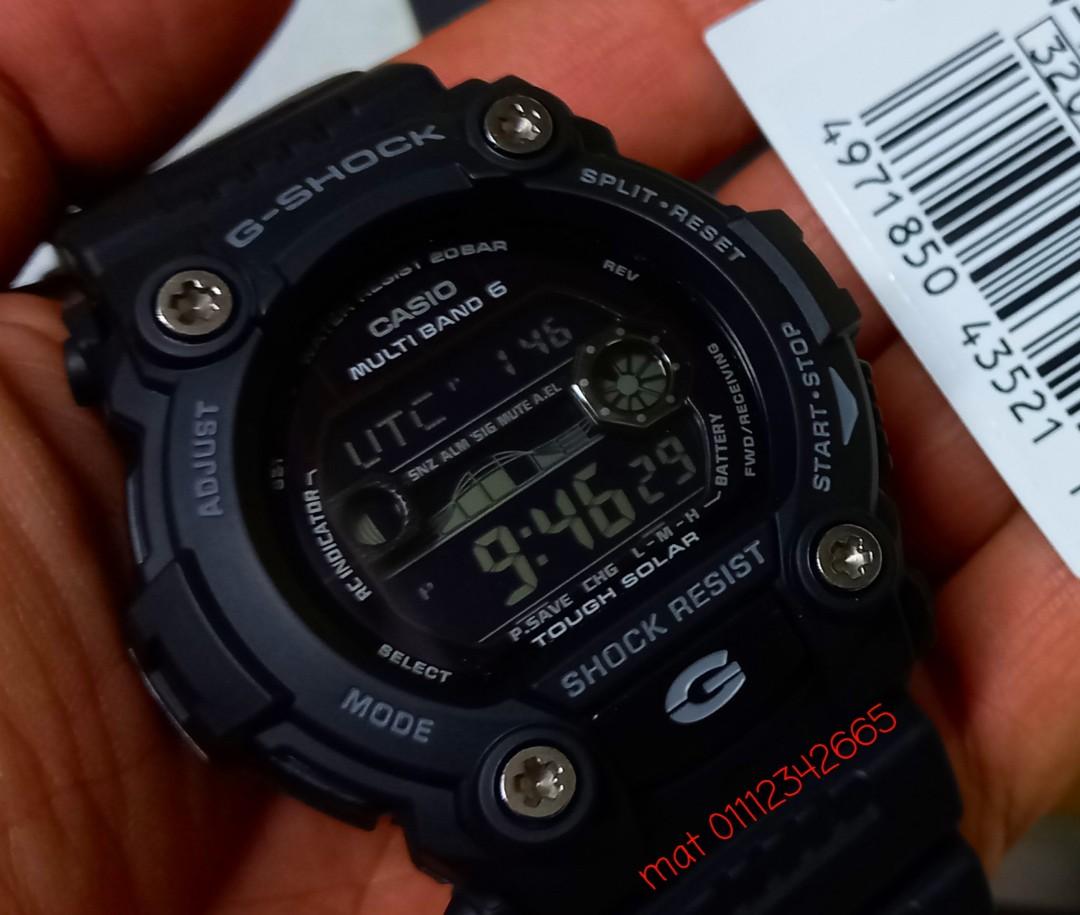 G-SHOCK
SPLIT•RESET
WATER RESIST 20BAR
REV
CASIO
MULTI BAND 6
UTC P 1 46
SNZ ALM SIG MUTE A.EL
START•STOP
ADJUST
RC INDICATOR
BATTERY
FWD/RECEIVING
P 9:46 29
L-M-H
P.SAVE CHG
TOUGH SOLAR
SHOCK RESIST
G
SELECT
MODE
4971850 43521
mat 01112342665